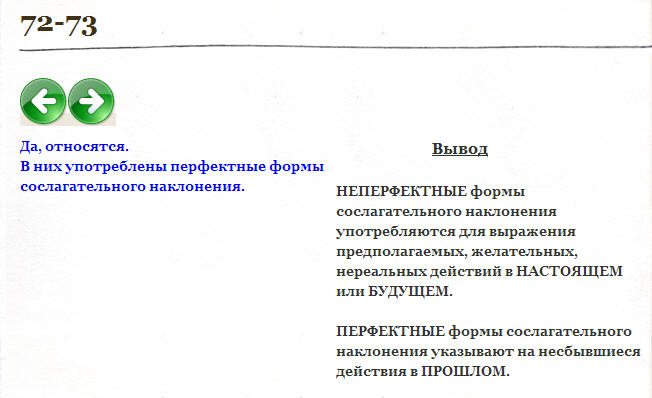 72-73
Да, относятся.
В них употреблены перфектные формы
сослагательного наклонения.
Вывод
НЕПЕРФЕКТНЫЕ формы
сослагательного наклонения
употребляются для выражения
предполагаемых, желательных,
нереальных действий в НАСТОЯЩЕМ
или БУДУЩЕМ.
ПЕРФЕКТНЫЕ формы сослагательного
наклонения указывают на несбывшиеся
действия в ПРОШЛОМ.